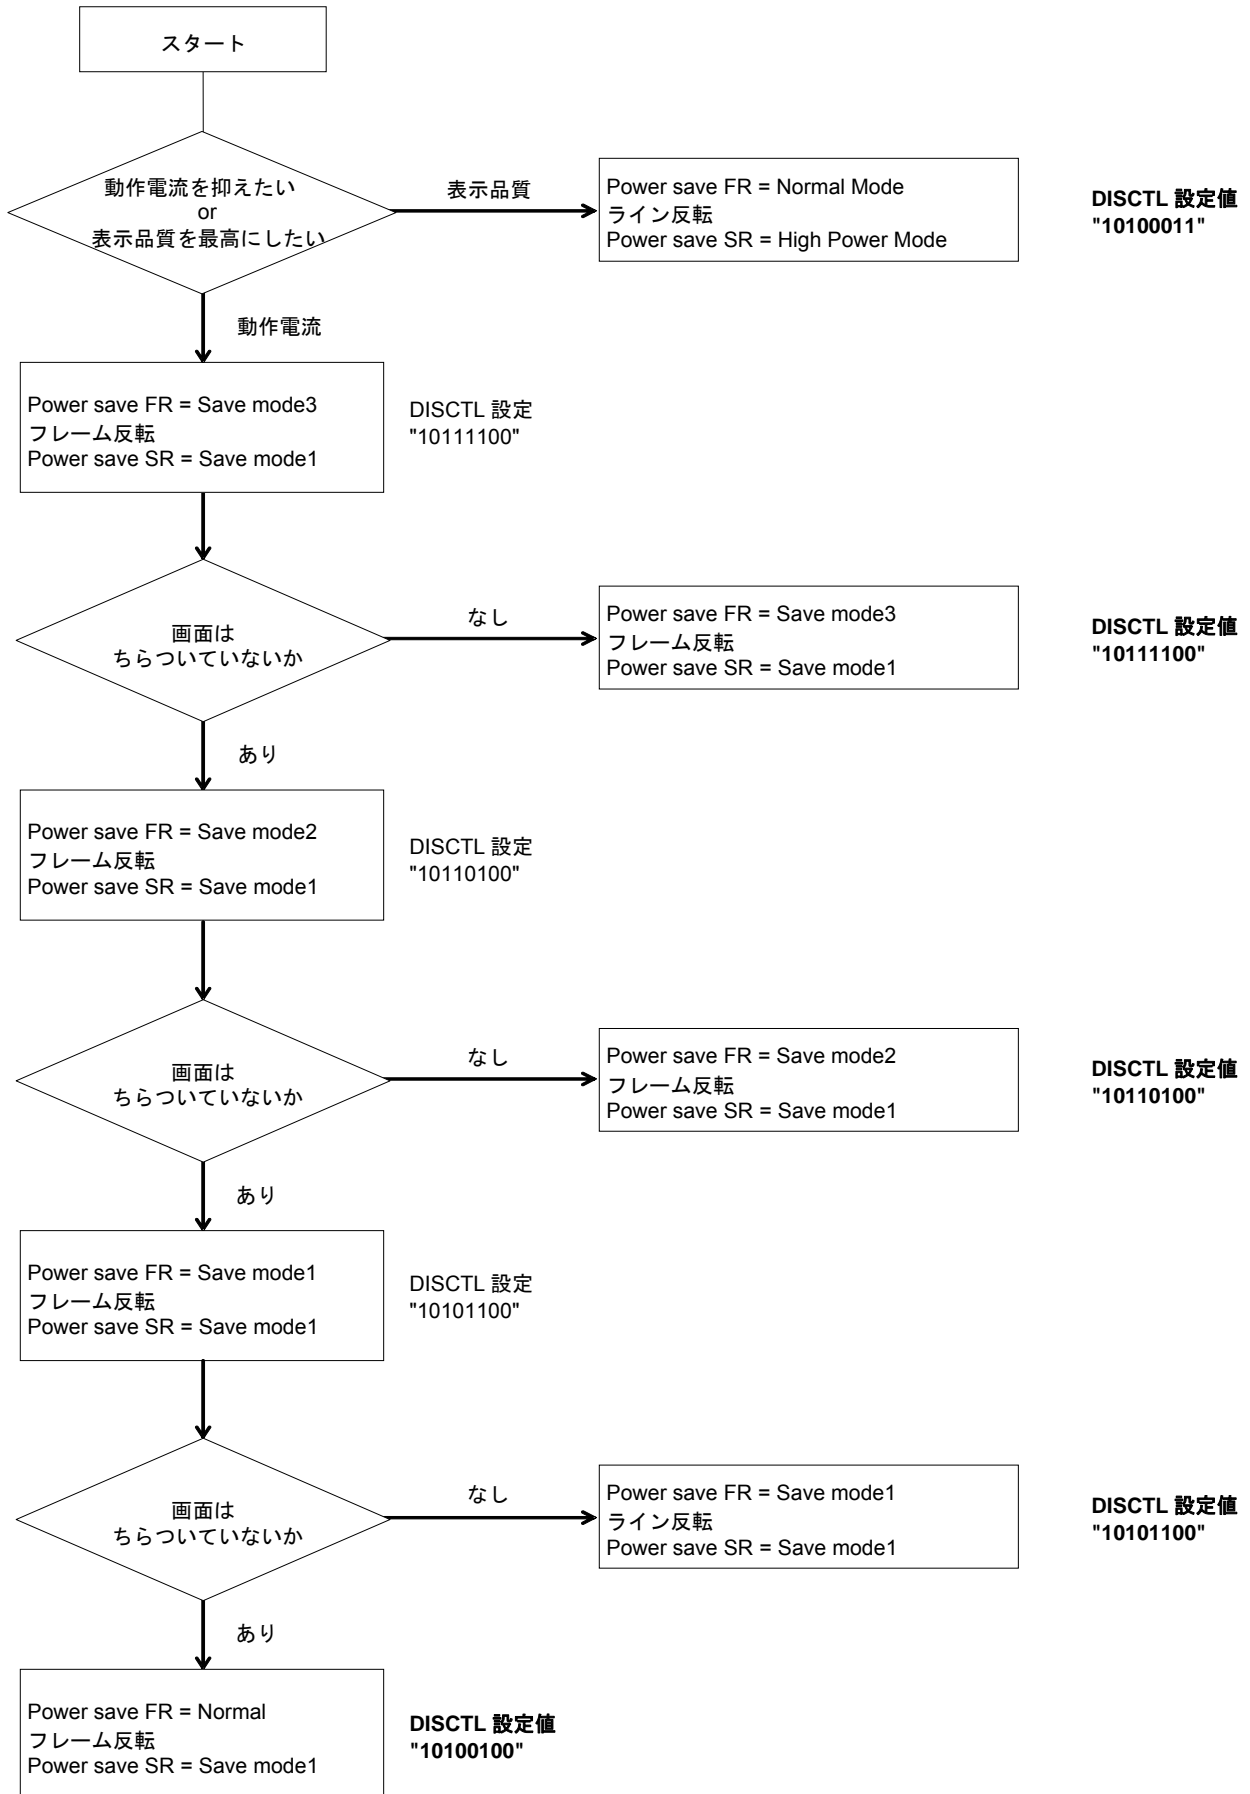 スタート
動作電流を抑えたい
or
表示品質を最高にしたい
表示品質
Power save FR = Normal Mode
ライン反転
Power save SR = High Power Mode
DISCTL 設定値
"10100011"
動作電流
Power save FR = Save mode3
フレーム反転
Power save SR = Save mode1
DISCTL 設定
"10111100"
画面は
ちらついていないか
なし
Power save FR = Save mode3
フレーム反転
Power save SR = Save mode1
DISCTL 設定値
"10111100"
あり
Power save FR = Save mode2
フレーム反転
Power save SR = Save mode1
DISCTL 設定
"10110100"
画面は
ちらついていないか
なし
Power save FR = Save mode2
フレーム反転
Power save SR = Save mode1
DISCTL 設定値
"10110100"
あり
Power save FR = Save mode1
フレーム反転
Power save SR = Save mode1
DISCTL 設定
"10101100"
画面は
ちらついていないか
なし
Power save FR = Save mode1
ライン反転
Power save SR = Save mode1
DISCTL 設定値
"10101100"
あり
Power save FR = Normal
フレーム反転
Power save SR = Save mode1
DISCTL 設定値
"10100100"